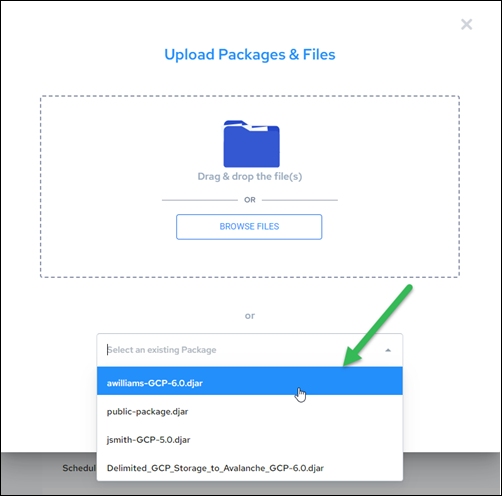 Upload Packages & Files
Drag & drop the file(s)
OR
BROWSE FILES
or
Select an existing Package
awilliams-GCP-6.0.djar
public-package.djar
jsmith-GCP-5.0.djar
Delimited_GCP_Storage_to_Avalanche_GCP-6.0.djar
Schedul